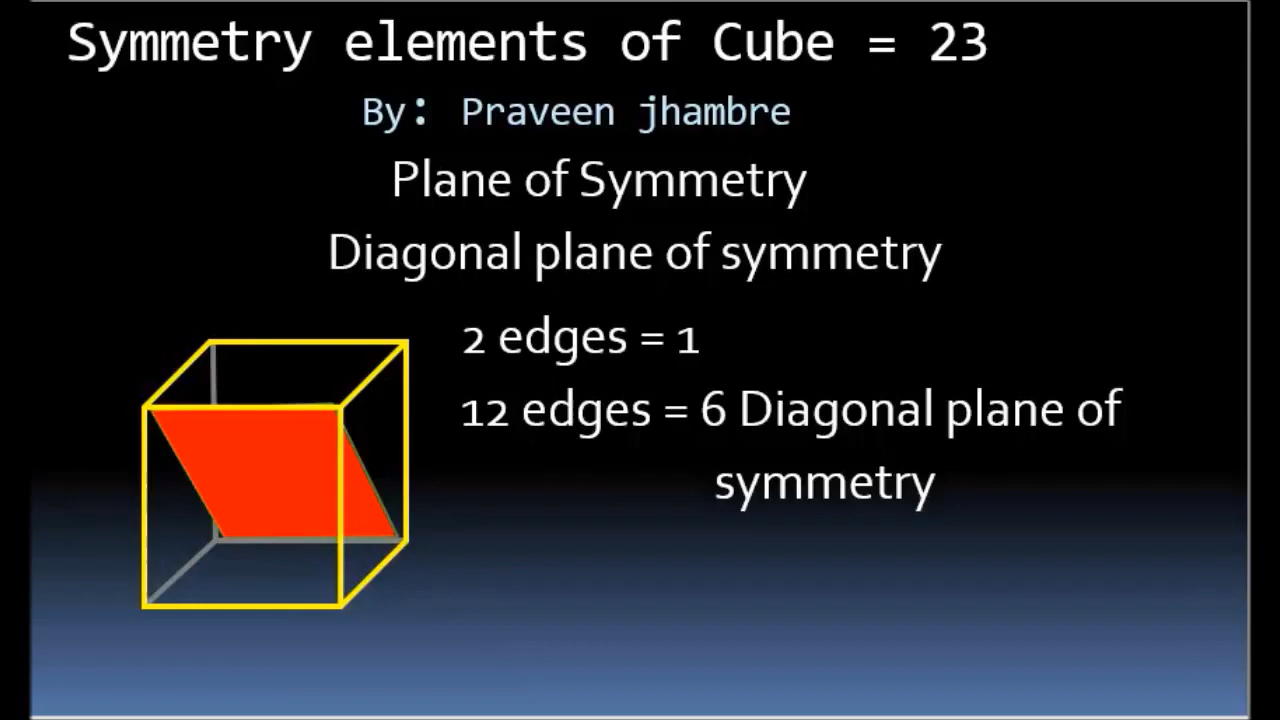 Symmetry elements of Cube = 23
By: Praveen jhambre
Plane of Symmetry
Diagonal plane of symmetry
2 edges = 1
12 edges = 6 Diagonal plane of
symmetry